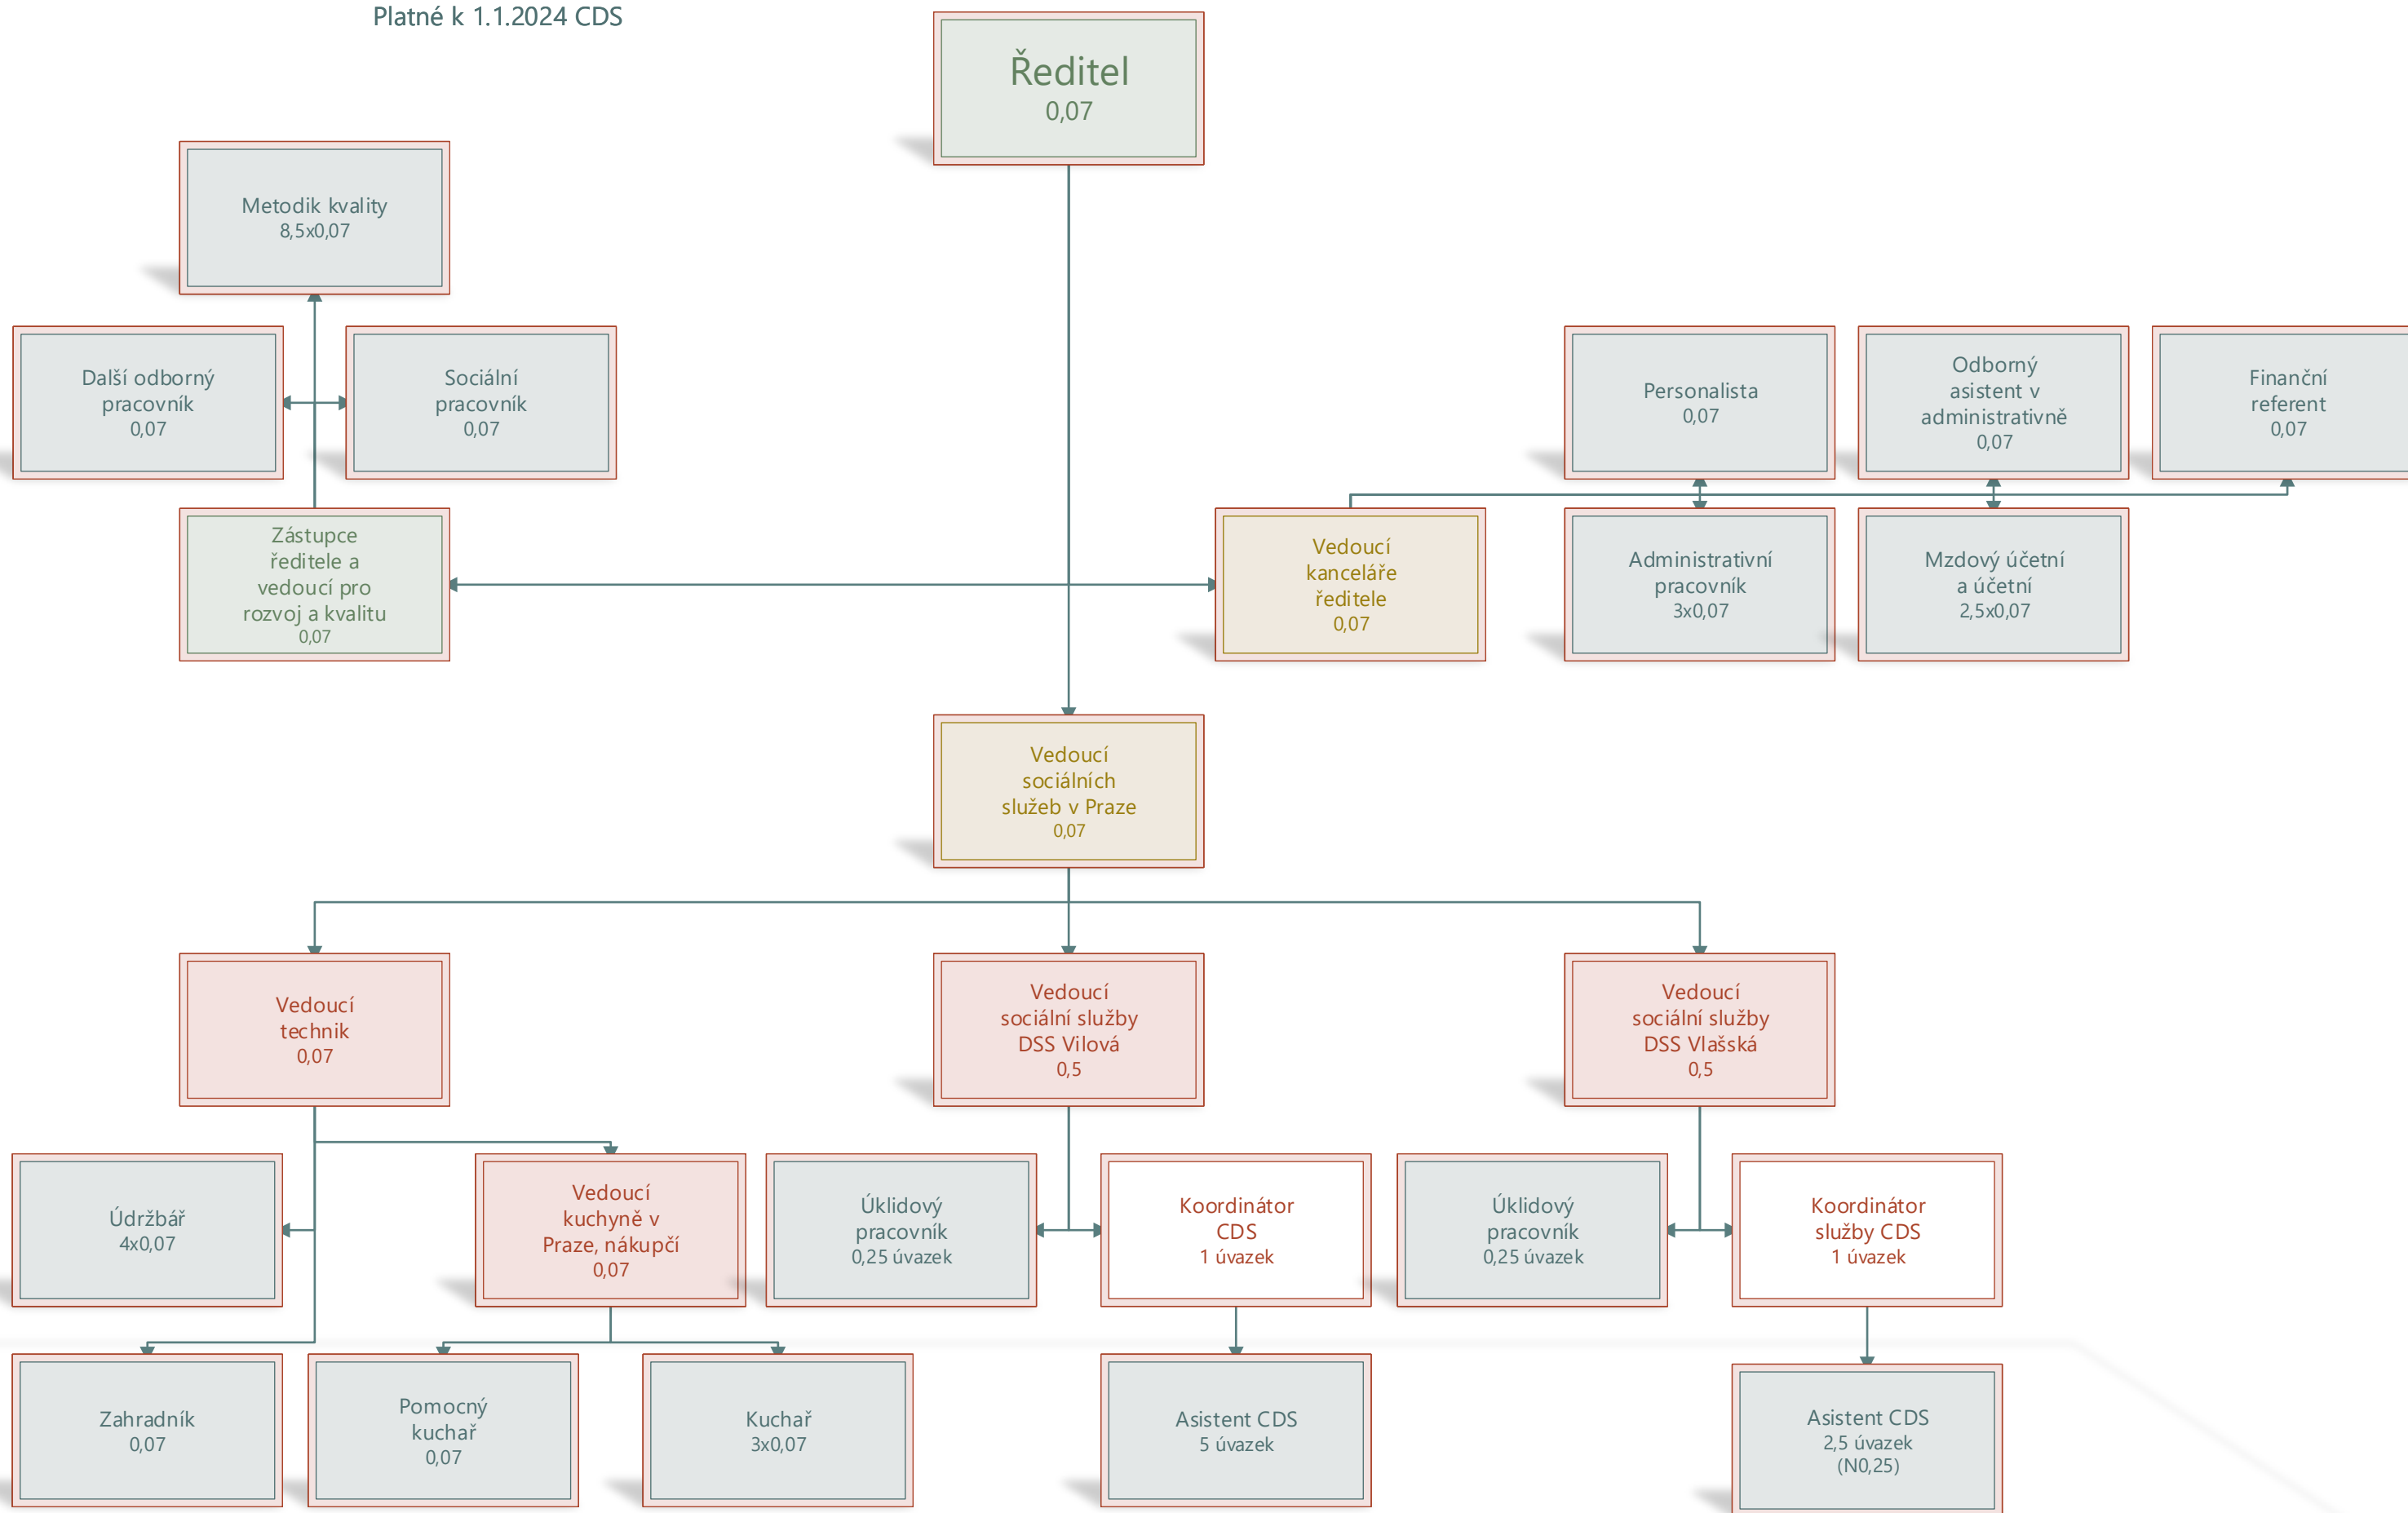 Platné k 1.1.2024 CDS
Ředitel
0,07
Metodik kvality
8,5x0,07
Další odborný
pracovník
0,07
Sociální
pracovník
0,07
Personalista
0,07
Odborný
asistent v
administrativně
0,07
Finanční
referent
0,07
Zástupce
ředitele a
vedoucí pro
rozvoj a kvalitu
0,07
Vedoucí
kanceláře
ředitele
0,07
Administrativní
pracovník
3x0,07
Mzdový účetní
a účetní
2,5x0,07
Vedoucí
sociálních
služeb v Praze
0,07
Vedoucí
technik
0,07
Vedoucí
sociální služby
DSS Vilová
0,5
Vedoucí
sociální služby
DSS Vlašská
0,5
Údržbář
4x0,07
Vedoucí
kuchyně v
Praze, nákupčí
0,07
Úklidový
pracovník
0,25 úvazek
Koordinátor
CDS
1 úvazek
Úklidový
pracovník
0,25 úvazek
Koordinátor
služby CDS
1 úvazek
Zahradník
0,07
Pomocný
kuchař
0,07
Kuchař
3x0,07
Asistent CDS
5 úvazek
Asistent CDS
2,5 úvazek
(N0,25)